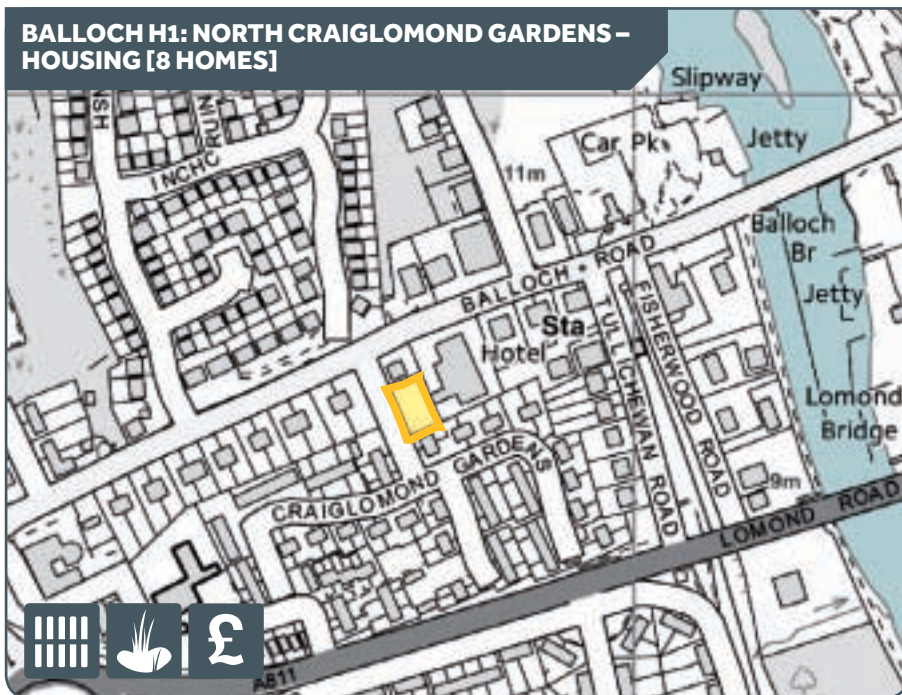 BALLOCH H1: NORTH CRAIGLOMOND GARDENS –
HOUSING [8 HOMES]
Slipway
Car Pk
Jetty
11m
INCHCRUIN
Balloch
Br
BALLOCH ROAD
Jetty
Sta
Hotel
TULLICHEWAN ROAD
FISHERWOOD ROAD
Lomond
Bridge
CRAIGLOMOND GARDENS
9m
LOMOND ROAD
A811
£